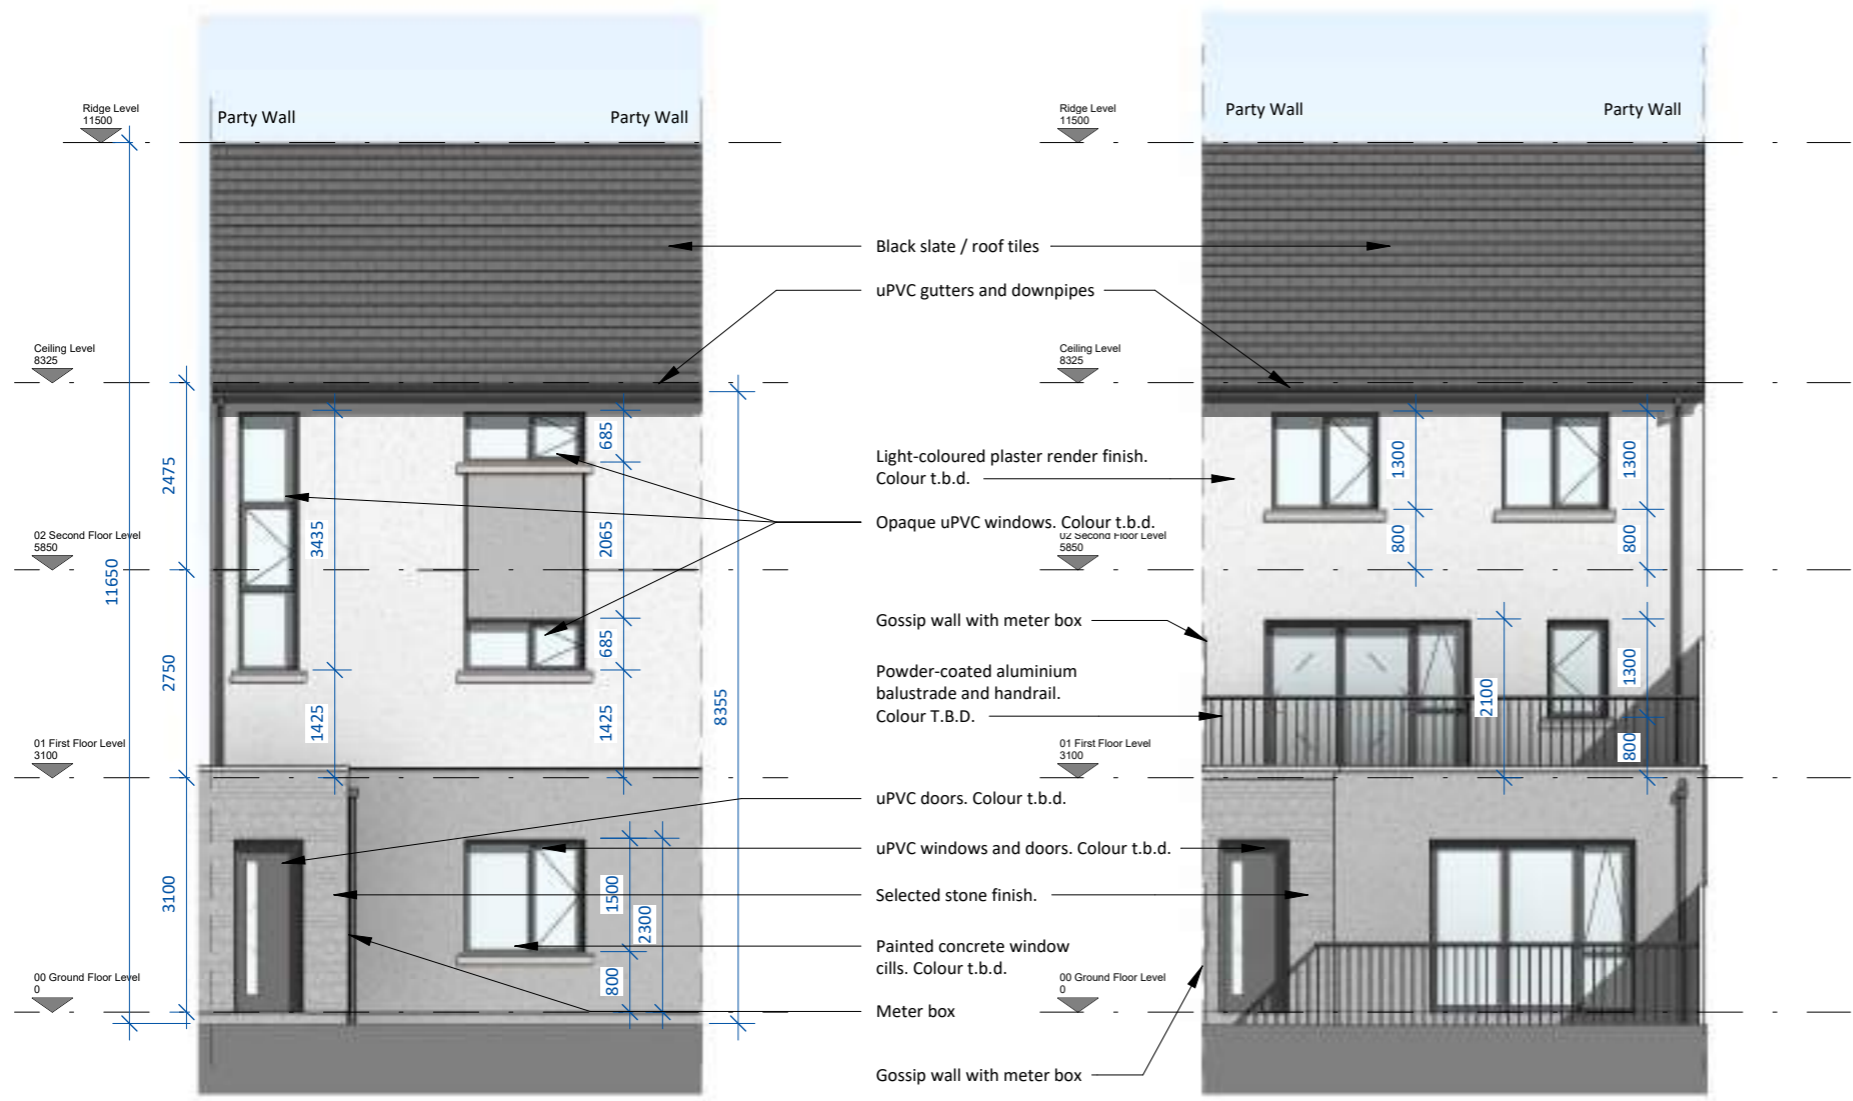 Party Wall
Party Wall
Ridge Level
11500
Ceiling Level
8325
02 Second Floor Level
5850
01 First Floor Level
3100
00 Ground Floor Level
0
11650
2475
2750
3100
3435
1425
685
2065
685
1425
8355
1500
2300
800
Black slate / roof tiles
uPVC gutters and downpipes
Light-coloured plaster render finish.
Colour t.b.d.
Opaque uPVC windows. Colour t.b.d.
Gossip wall with meter box
Powder-coated aluminium
balustrade and handrail.
Colour T.B.D.
uPVC doors. Colour t.b.d.
uPVC windows and doors. Colour t.b.d.
Selected stone finish.
Painted concrete window
cills. Colour t.b.d.
Meter box
Gossip wall with meter box
Party Wall
Party Wall
Ridge Level
11500
Ceiling Level
8325
02 Second Floor Level
5850
01 First Floor Level
3100
00 Ground Floor Level
0
1300
800
1300
800
2100
1300
800